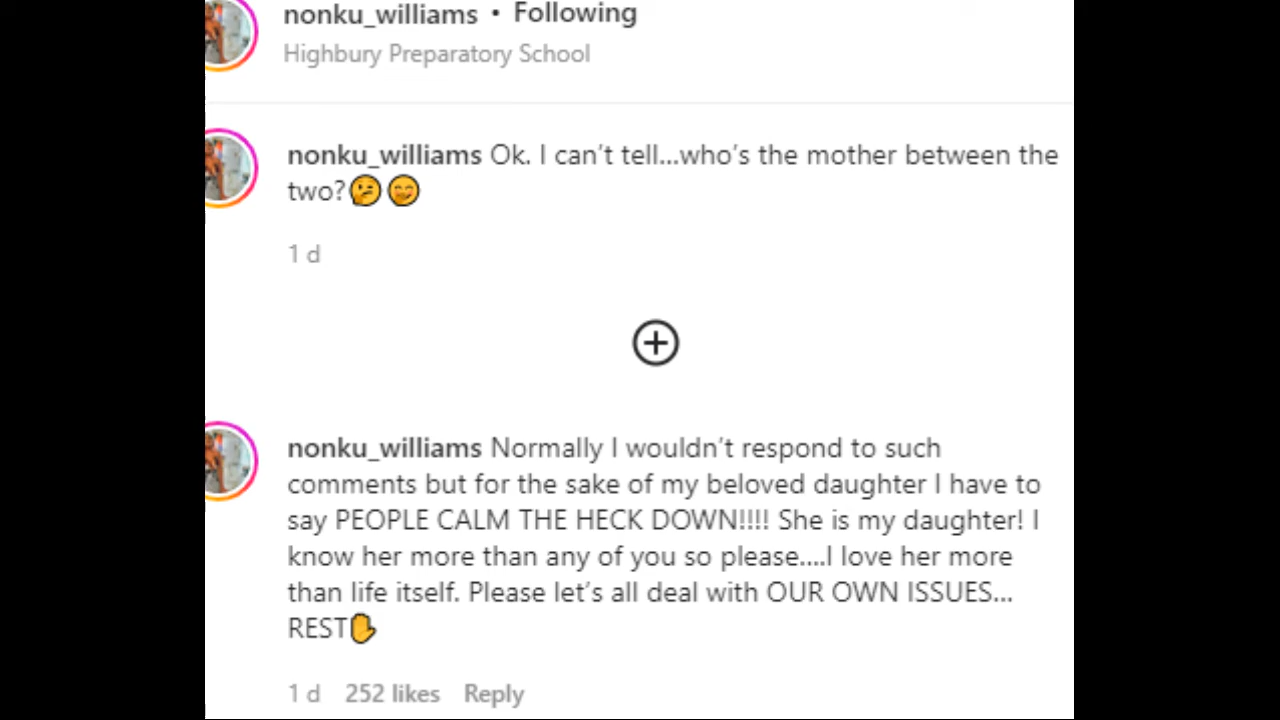 nonku_williams • Following
Highbury Preparatory School
nonku_williams Ok. I can't tell...who's the mother between the
two?🤔😁
1 d
nonku_williams Normally I wouldn't respond to such
comments but for the sake of my beloved daughter I have to
say PEOPLE CALM THE HECK DOWN!!!! She is my daughter! I
know her more than any of you so please....I love her more
than life itself. Please let's all deal with OUR OWN ISSUES...
REST✋
1 d 252 likes Reply